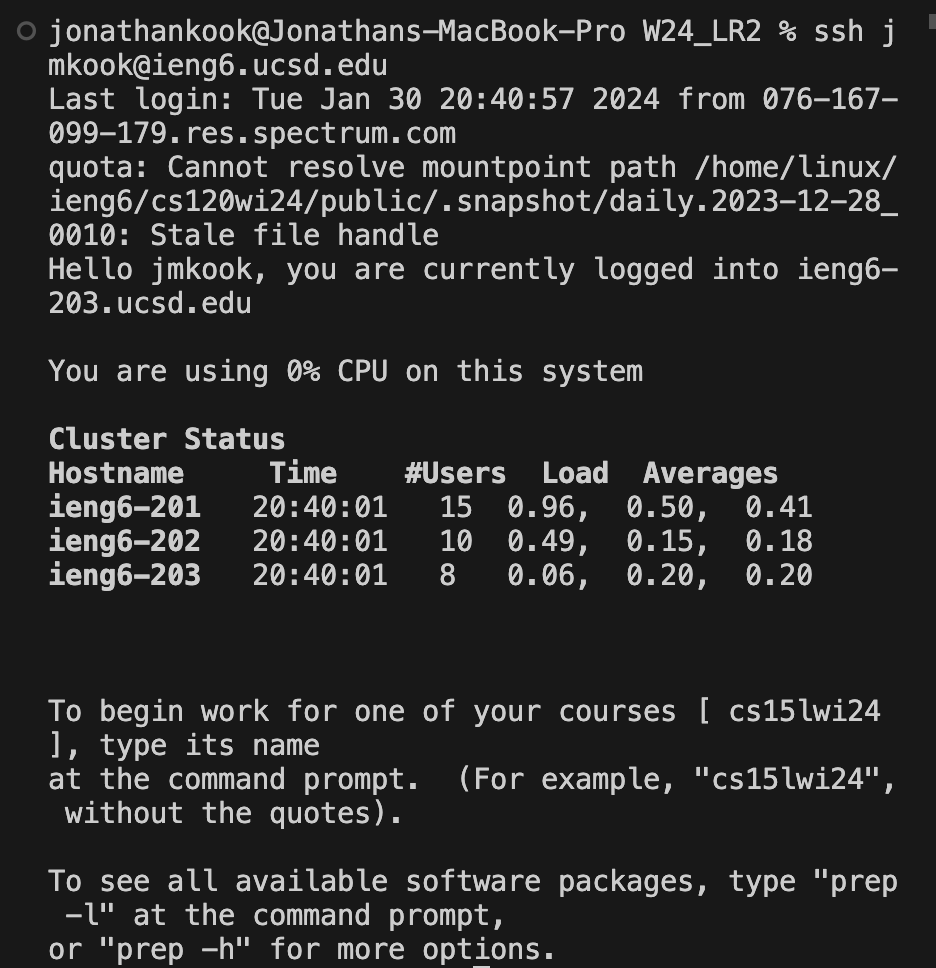 jonathankook@Jonathans-MacBook-Pro W24_LR2 % ssh j
mkook@ieng6.ucsd.edu
Last login: Tue Jan 30 20:40:57 2024 from 076-167-
099-179.res.spectrum.com
quota: Cannot resolve mountpoint path /home/linux/
ieng6/cs120wi24/public/.snapshot/daily.2023-12-28_
0010: Stale file handle
Hello jmkook, you are currently logged into ieng6-
203.ucsd.edu

You are using 0% CPU on this system

Cluster Status
Hostname     Time    #Users  Load  Averages
ieng6-201   20:40:01   15  0.96,  0.50,  0.41
ieng6-202   20:40:01   10  0.49,  0.15,  0.18
ieng6-203   20:40:01   8   0.06,  0.20,  0.20

To begin work for one of your courses [ cs15lwi24
], type its name
at the command prompt.  (For example, "cs15lwi24",
 without the quotes).

To see all available software packages, type "prep
 -l" at the command prompt,
or "prep -h" for more options.